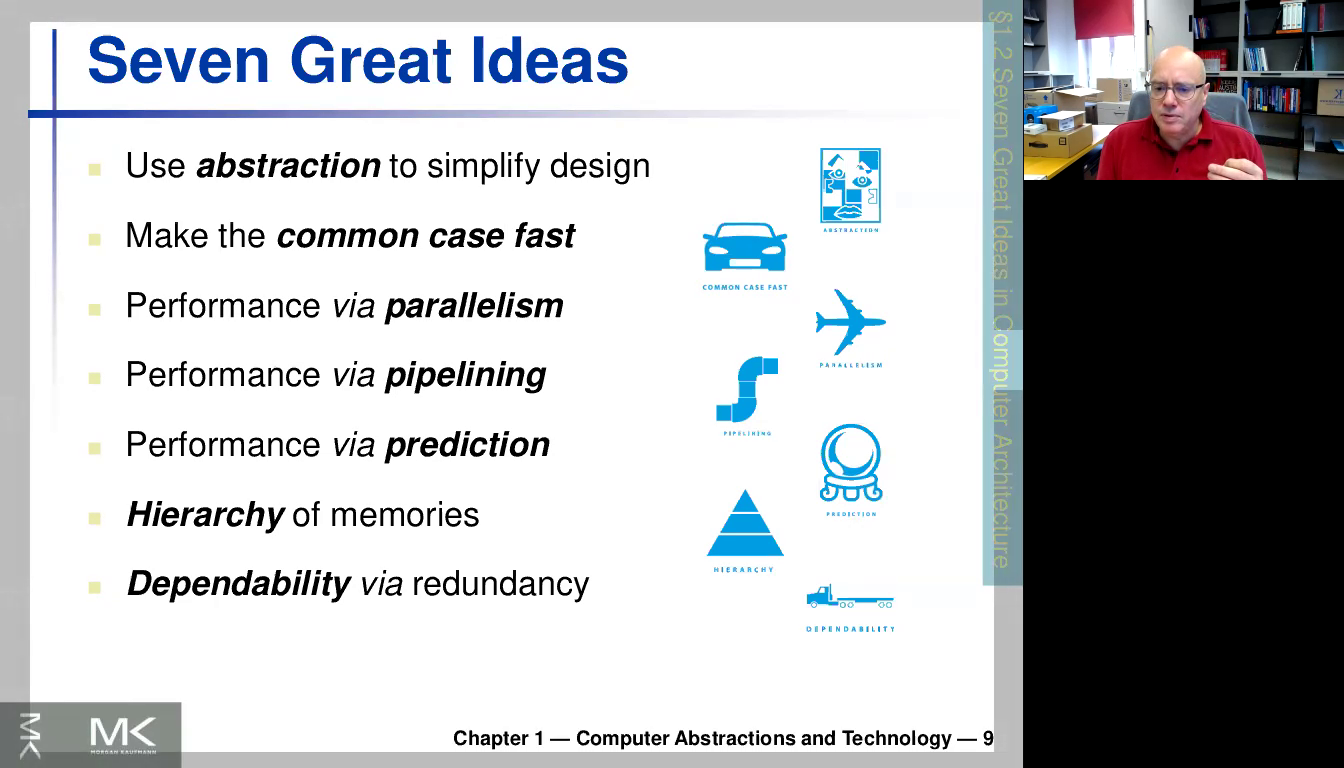 Seven Great Ideas
Use abstraction to simplify design
Make the common case fast
Performance via parallelism
Performance via pipelining
Performance via prediction
Hierarchy of memories
Dependability via redundancy
ABSTRACTION
COMMON CASE FAST
PARALLELISM
PIPELINING
PREDICTION
HIERARCHY
DEPENDABILITY
§1.2 Seven Great Ideas in Computer Architecture
MK
MK
MORGAN KAUFMANN
Chapter 1 — Computer Abstractions and Technology — 9